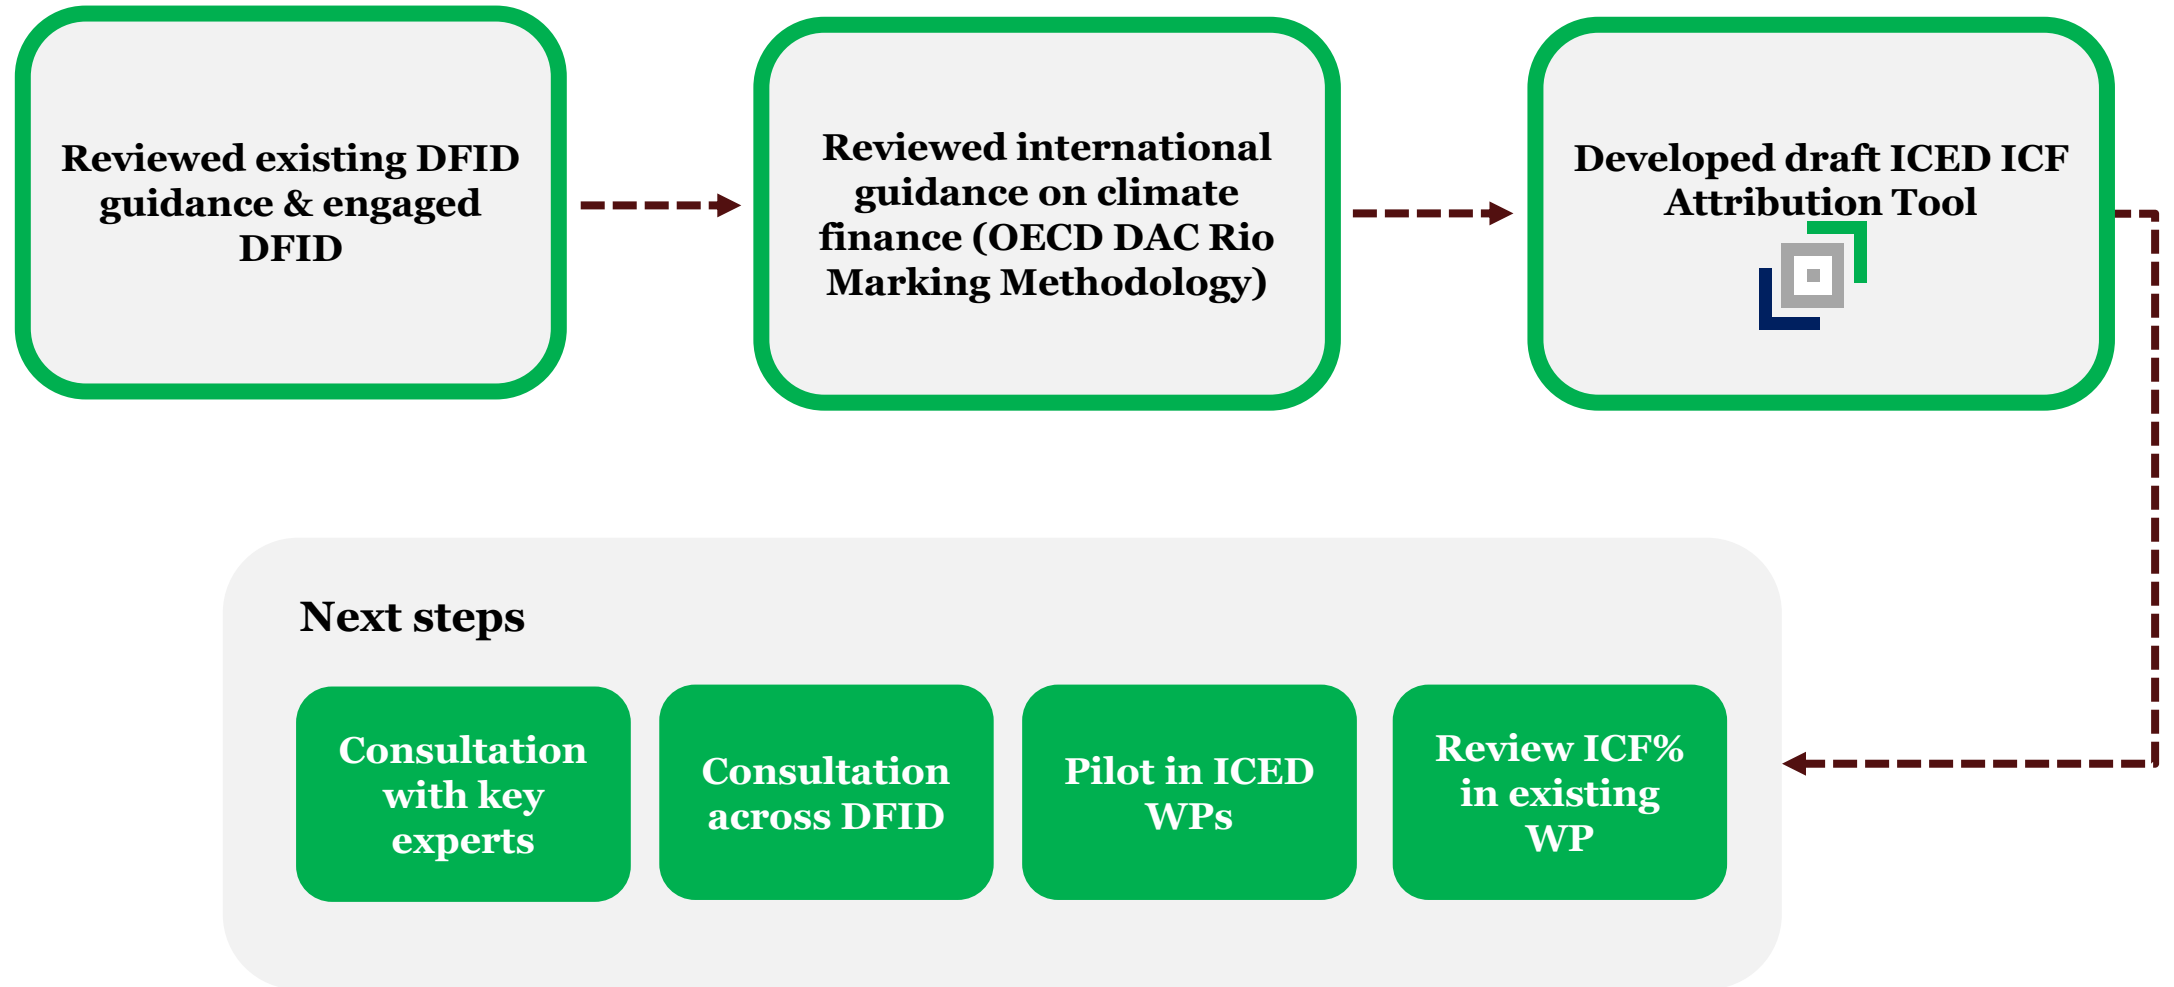 Reviewed existing DFID
guidance & engaged
DFID
Reviewed international
guidance on climate
finance (OECD DAC Rio
Marking Methodology)
Developed draft ICED ICF
Attribution Tool
Next steps
Consultation
with key
experts
Consultation
across DFID
Pilot in ICED
WPs
Review ICF%
in existing
WP